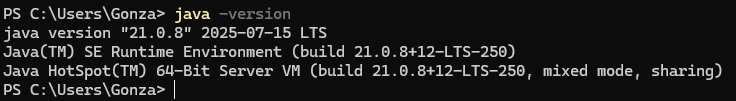 PS C:\Users\Gonza> java -version
java version "21.0.8" 2025-07-15 LTS
Java(TM) SE Runtime Environment (build 21.0.8+12-LTS-250)
Java HotSpot(TM) 64-Bit Server VM (build 21.0.8+12-LTS-250, mixed mode, sharing)
PS C:\Users\Gonza>